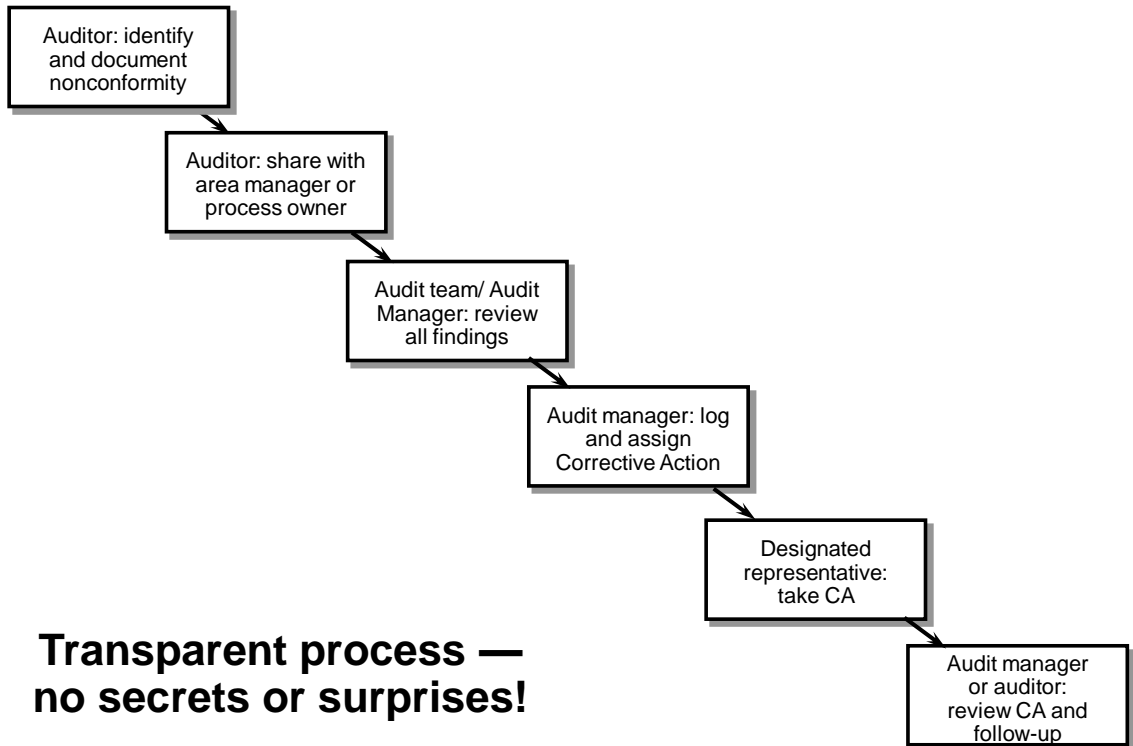 Auditor: identify
and document
nonconformity
Auditor: share with
area manager or
process owner
Audit team/ Audit
Manager: review
all findings
Audit manager: log
and assign
Corrective Action
Designated
representative:
take CA
Audit manager
or auditor:
review CA and
follow-up
Transparent process —
no secrets or surprises!